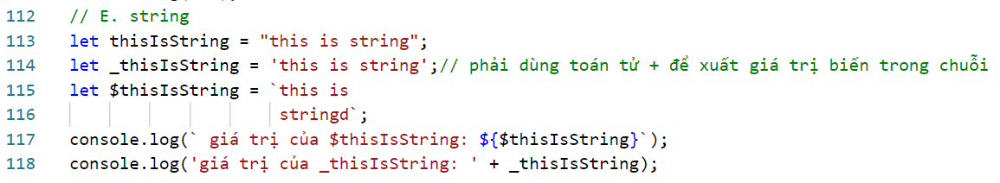 112 // E. string
113 let thisIsString = "this is string";
114 let _thisIsString = 'this is string';// phải dùng toán tử + để xuất giá trị biến trong chuỗi
115 let $thisIsString = `this is
116                     stringd`;
117 console.log(` giá trị của $thisIsString: ${$thisIsString}`);
118 console.log('giá trị của _thisIsString: ' + _thisIsString);